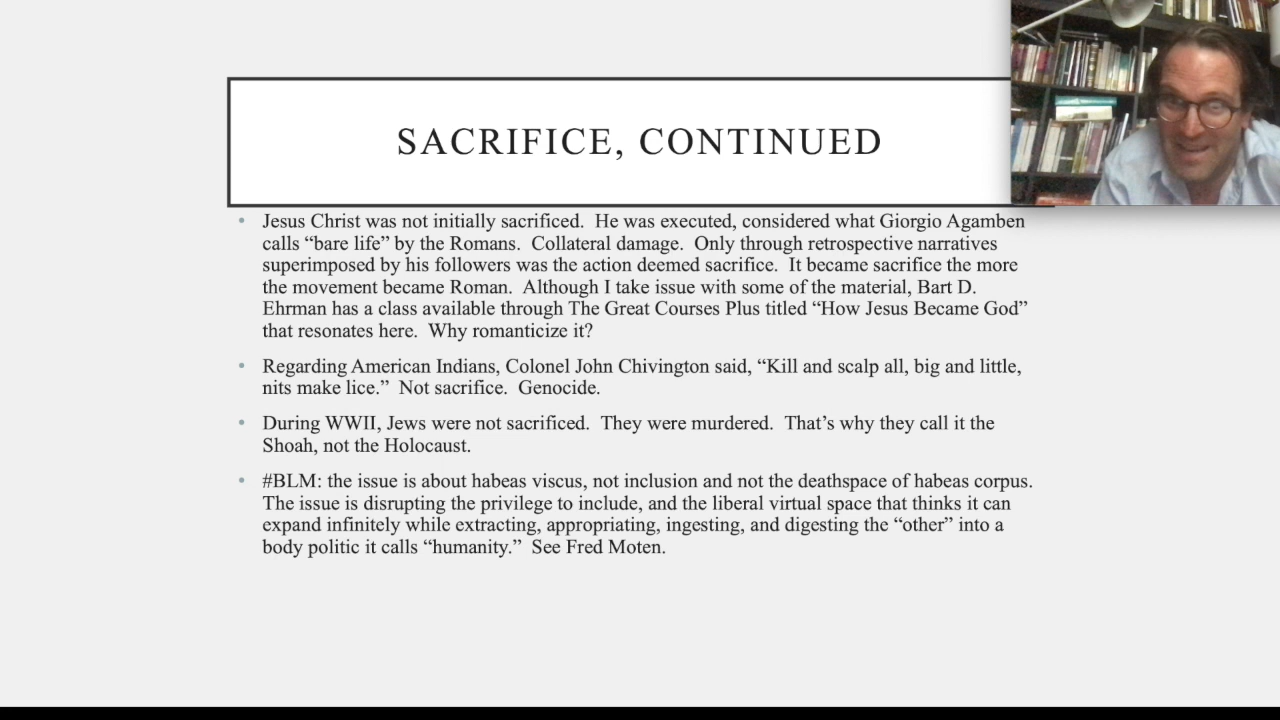 SACRIFICE, CONTINUED
• Jesus Christ was not initially sacrificed.  He was executed, considered what Giorgio Agamben
calls “bare life” by the Romans.  Collateral damage.  Only through retrospective narratives
superimposed by his followers was the action deemed sacrifice.  It became sacrifice the more
the movement became Roman.  Although I take issue with some of the material, Bart D.
Ehrman has a class available through The Great Courses Plus titled “How Jesus Became God”
that resonates here.  Why romanticize it?
• Regarding American Indians, Colonel John Chivington said, “Kill and scalp all, big and little,
nits make lice.”  Not sacrifice.  Genocide.
• During WWII, Jews were not sacrificed.  They were murdered.  That’s why they call it the
Shoah, not the Holocaust.
• #BLM: the issue is about habeas viscus, not inclusion and not the deathspace of habeas corpus.
The issue is disrupting the privilege to include, and the liberal virtual space that thinks it can
expand infinitely while extracting, appropriating, ingesting, and digesting the “other” into a
body politic it calls “humanity.”  See Fred Moten.